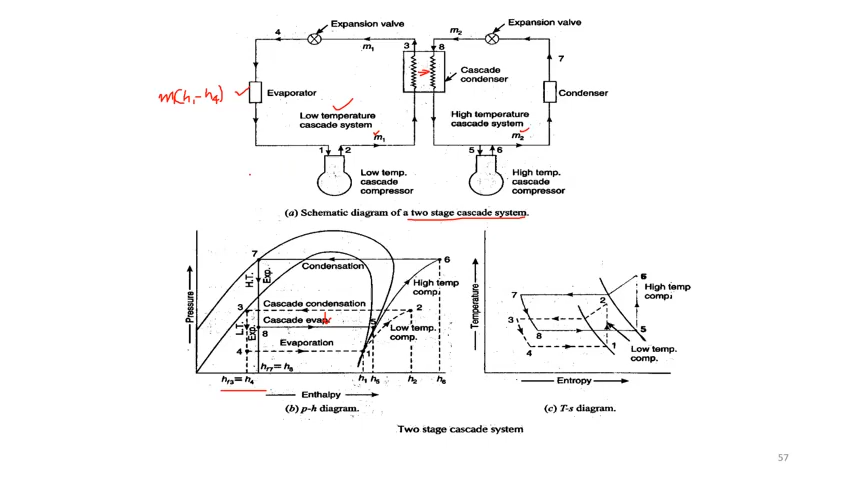 Expansion valve
Expansion valve
4
m1
3
8
m2
7
Cascade
condenser
m(h1-h4)
Evaporator
Condenser
Low temperature
cascade system
High temperature
cascade system
m1
m2
1
2
5
6
Low temp.
cascade
compressor
High temp.
cascade
compressor
(a) Schematic diagram of a two stage cascade system.
7
6
Condensation
H.T.
Exp.
High temp
comp.
3
Cascade condensation
2
L.T.
Exp.
Cascade evap.
5
8
Low temp.
comp.
Evaporation
4
1
hf7= h8
hf3= h4
h1
h5
h2
h6
Pressure
Enthalpy
(b) p-h diagram.
6
High temp
comp.
7
2
3
8
5
4
1
Low temp.
comp.
Temperature
Entropy
(c) T-s diagram.
Two stage cascade system
57